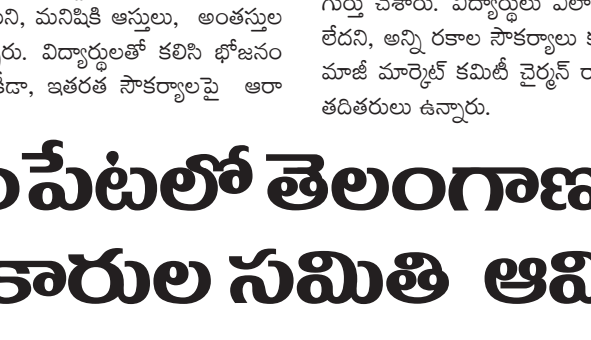 ని, మనిషికి ఆస్తులు, అంతస్తుల
రు. విద్యార్థులతో కలిసి భోజనం
కీడా, ఇతరత సౌకర్యాలపై ఆరా
గుర్తు చేశారు. విద్యార్థులు
లేదని, అన్ని రకాల సౌకర్యాలు
మాజీ మార్కెట్ కమిటీ చైర్మన్
తదితరులు ఉన్నారు.
పేటలో తెలంగాణ
కారుల సమితి ఆవి